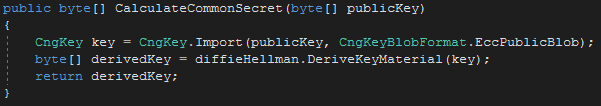 public byte[] CalculateCommonSecret(byte[] publicKey)
{
CngKey key = CngKey.Import(publicKey, CngKeyBlobFormat.EccPublicBlob);
byte[] derivedKey = diffieHellman.DeriveKeyMaterial(key);
return derivedKey;
}